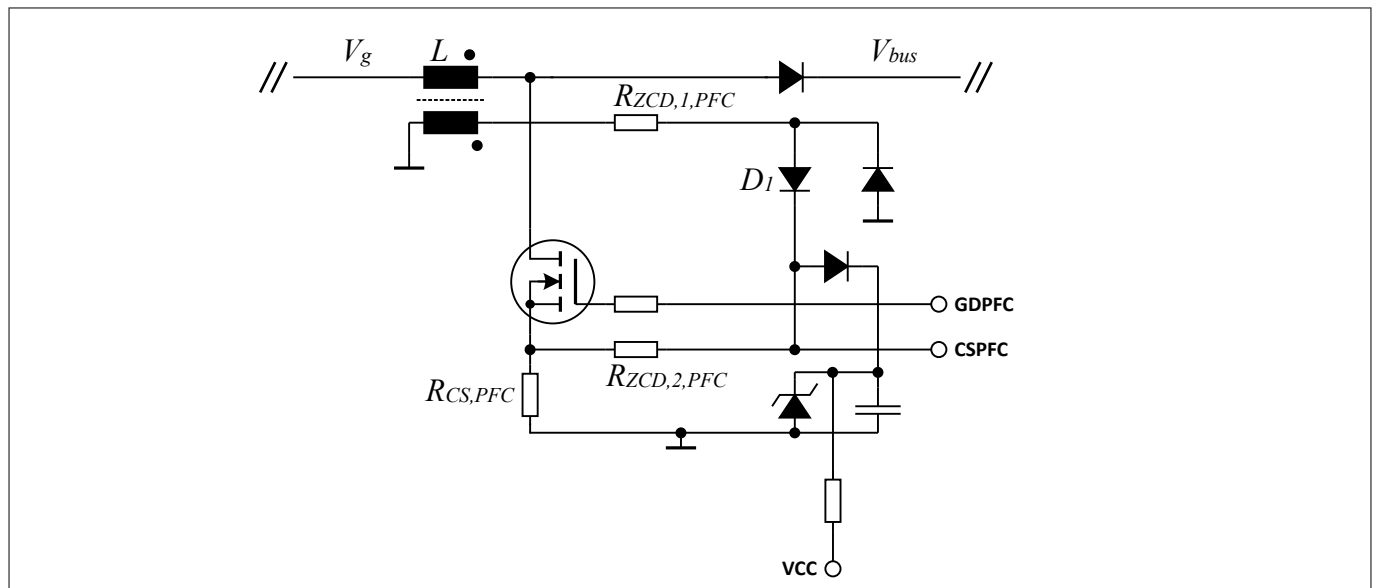 Vg L Vbus
RZCD,1,PFC
D1
GDPFC
CSPFC
RZCD,2,PFC
RCS,PFC
VCC